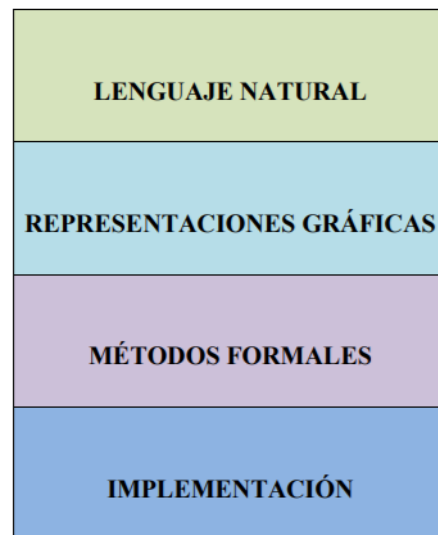 LENGUAJE NATURAL
REPRESENTACIONES GRÁFICAS
MÉTODOS FORMALES
IMPLEMENTACIÓN